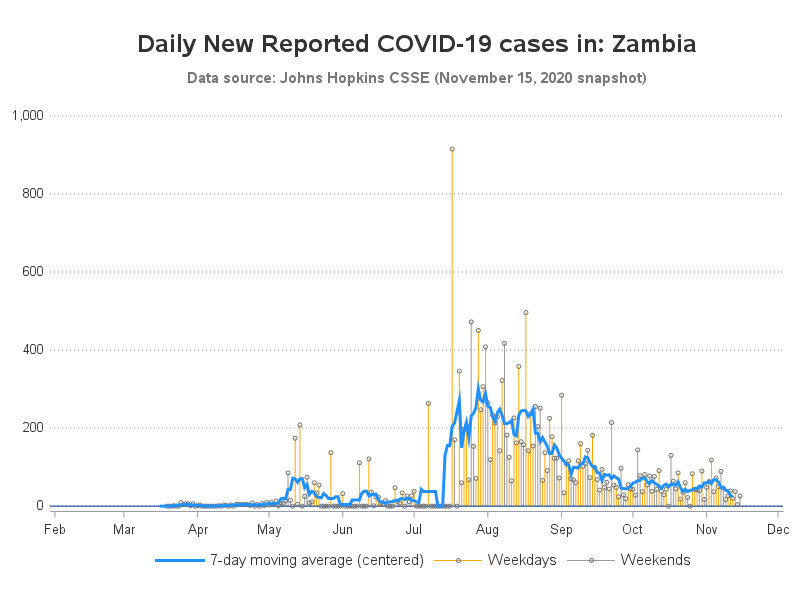 Daily New Reported COVID-19 cases in: Zambia
Data source: Johns Hopkins CSSE (November 15, 2020 snapshot)
1,000
800
600
400
200
0
Feb Mar Apr May Jun Jul Aug Sep Oct Nov Dec
7-day moving average (centered) Weekdays Weekends